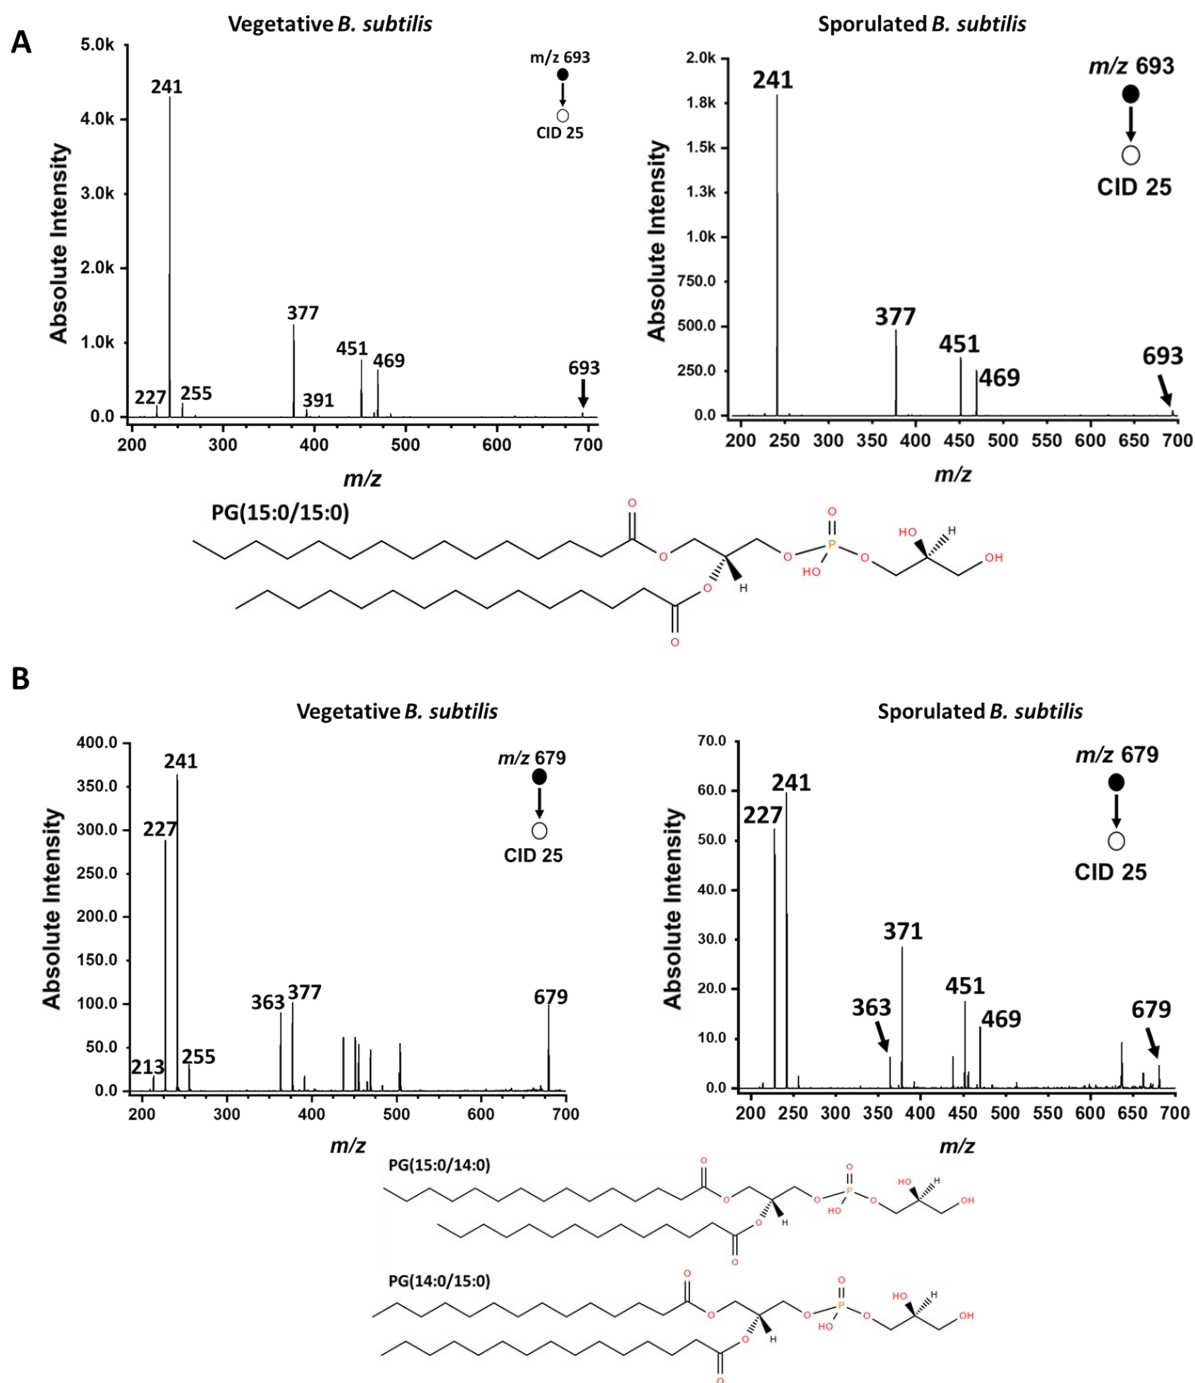 A
Vegetative B. subtilis
5.0k
4.0k
3.0k
2.0k
1.0k
0.0
Absolute Intensity
241
227
255
377
391
451
469
693
m/z 693
CID 25
200 300 400 500 600 700
m/z
Sporulated B. subtilis
2.0k
1.8k
1.5k
1.3k
1.0k
750.0
500.0
250.0
0.0
Absolute Intensity
241
377
451
469
693
m/z 693
CID 25
200 250 300 350 400 450 500 550 600 650 700
m/z
PG(15:0/15:0)
O
O
O
O
H
O
O
P
HO
O
HO
H
OH
B
Vegetative B. subtilis
400.0
350.0
300.0
250.0
200.0
150.0
100.0
50.0
0.0
Absolute Intensity
241
227
213
255
363
377
679
m/z 679
CID 25
200 300 400 500 600 700
m/z
Sporulated B. subtilis
70.0
60.0
50.0
40.0
30.0
20.0
10.0
0.0
Absolute Intensity
241
227
371
363
451
469
679
m/z 679
CID 25
200 250 300 350 400 450 500 550 600 650 700
m/z
PG(15:0/14:0)
O
O
O
O
H
O
O
P
HO
O
HO
H
OH
PG(14:0/15:0)
O
O
O
O
H
O
O
P
HO
O
HO
H
OH